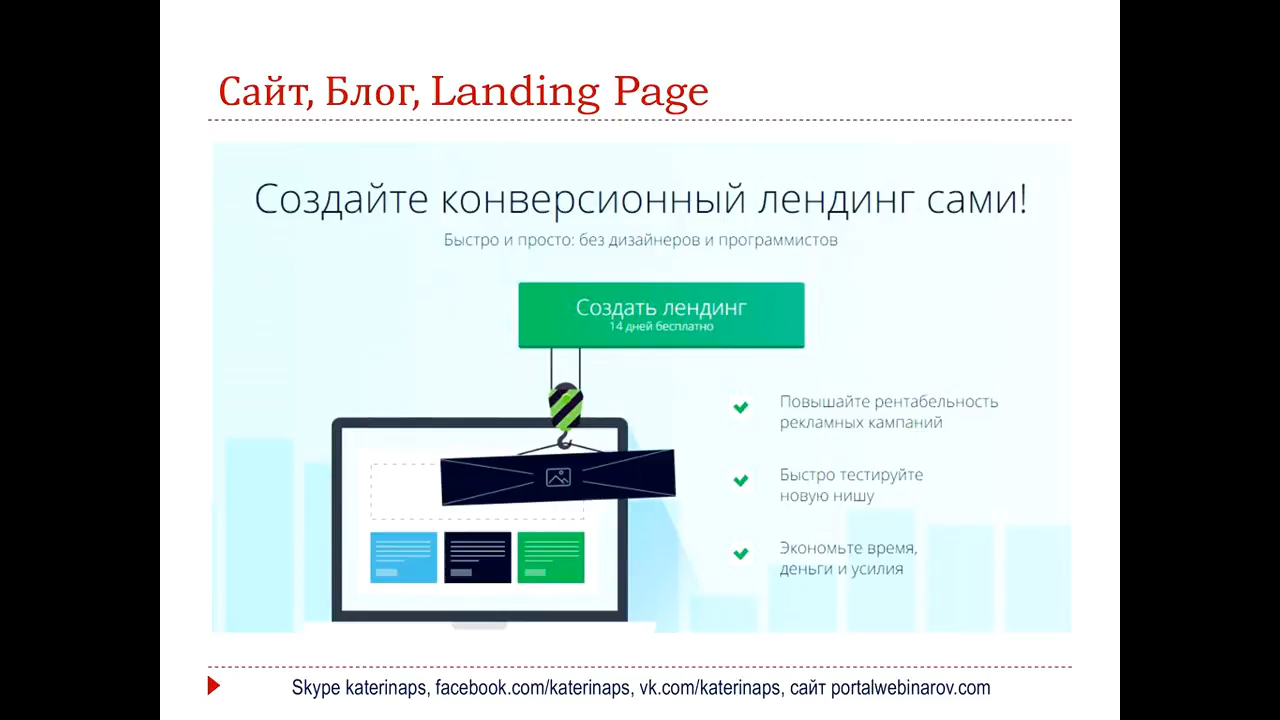 Сайт, Блог, Landing Page
Создайте конверсионный лендинг сами!
Быстро и просто: без дизайнеров и программистов
Создать лендинг
14 дней бесплатно
Повышайте рентабельность
рекламных кампаний
Быстро тестируйте
новую нишу
Экономьте время,
деньги и усилия
Skype katerinaps, facebook.com/katerinaps, vk.com/katerinaps, сайт portalwebinarov.com